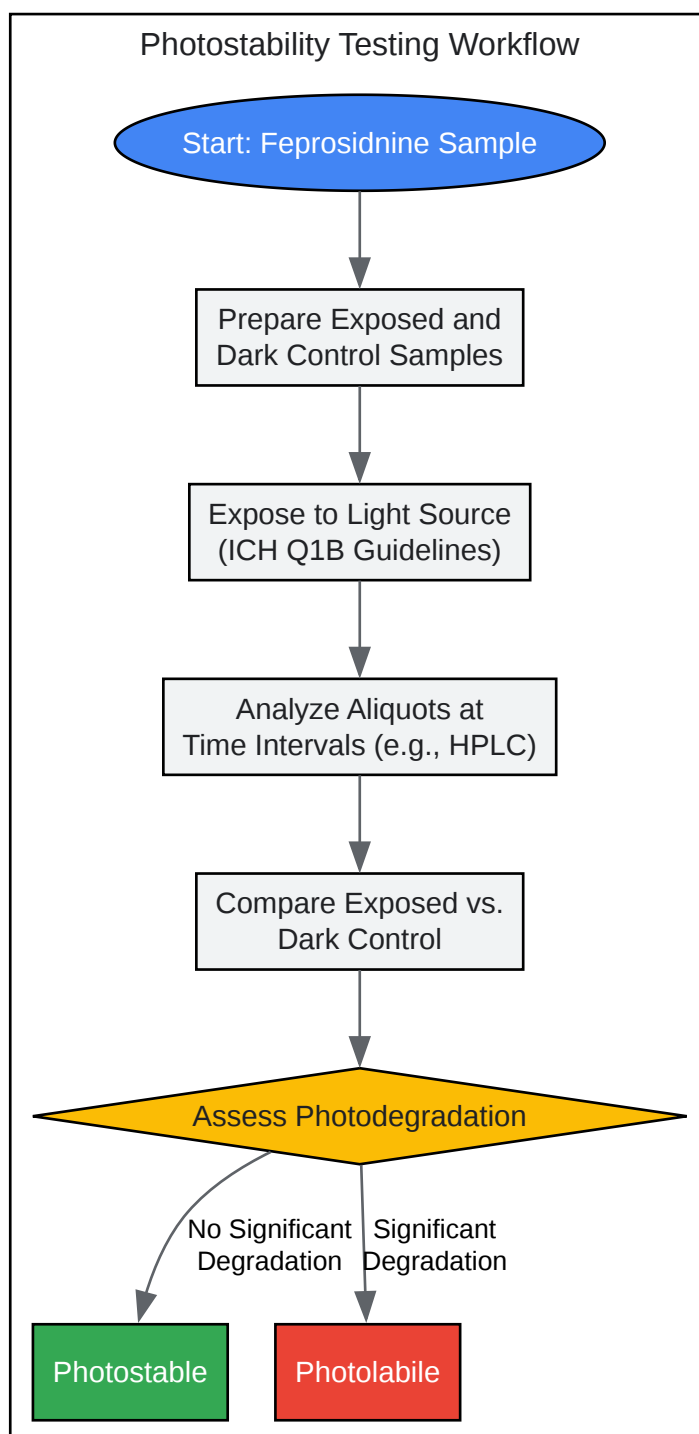 Photostability Testing Workflow
Start: Feprosidnine Sample
Prepare Exposed and
Dark Control Samples
Expose to Light Source
(ICH Q1B Guidelines)
Analyze Aliquots at
Time Intervals (e.g., HPLC)
Compare Exposed vs.
Dark Control
Assess Photodegradation
No Significant
Degradation
Significant
Degradation
Photostable
Photolabile